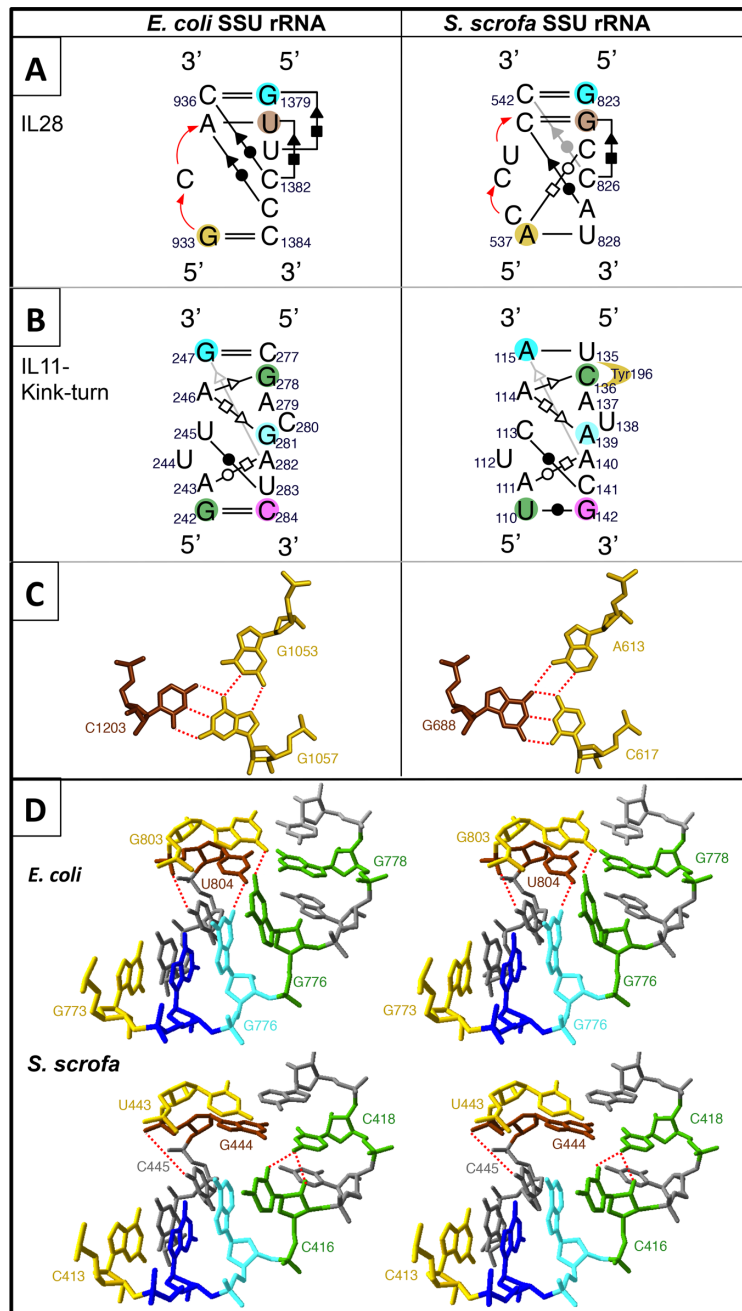 E. coli SSU rRNA
S. scrofa SSU rRNA
A
IL28
3’ 5’
936 C G 1379
A U
U
C C 1382
C
933 G C 1384
5’ 3’
3’ 5’
542 C G 823
C G
U C
C C 826
C A
537 A U 828
5’ 3’
B
IL11-
Kink-turn
3’ 5’
247 G C 277
246 A G 278
A 279
C 280
245 U G 281
244 U A 282
243 A U 283
242 G C 284
5’ 3’
3’ 5’
115 A U 135
114 A C 136 Tyr196
A 137
U 138
113 C A 139
112 U A 140
111 A C 141
110 U G 142
5’ 3’
C
G1053
C1203
G1057
A613
G688
C617
D
E. coli
G803
U804
G778
G776
G773
G776
G803
U804
G778
G776
G773
G776
S. scrofa
U443
C418
G444
C445
C416
C413
U443
C418
G444
C445
C416
C413